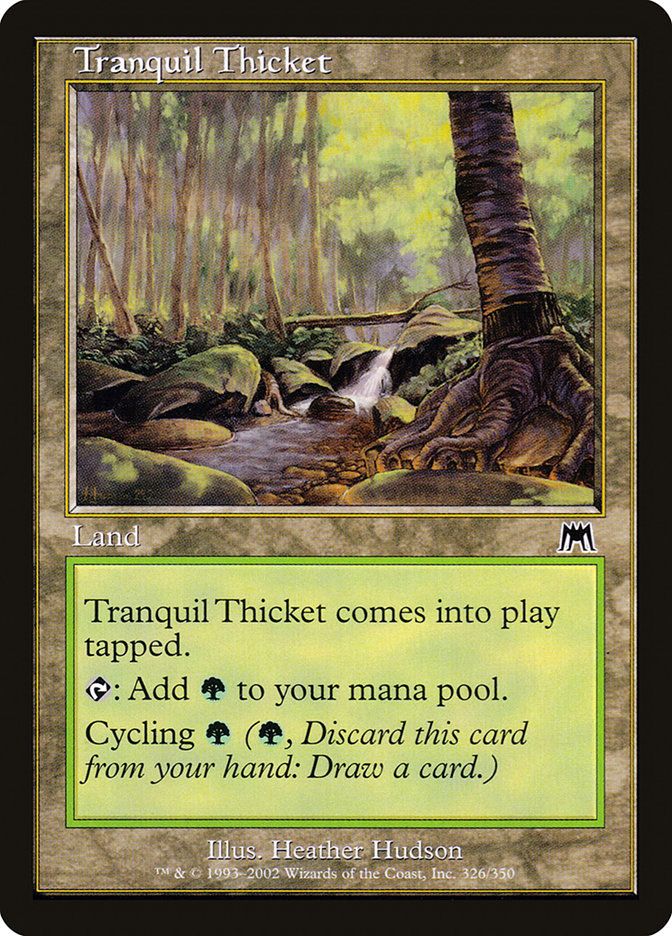 Tranquil Thicket
Land
Tranquil Thicket comes into play
tapped.
: Add to your mana pool.
Cycling (, Discard this card
from your hand: Draw a card.)
Illus. Heather Hudson
™ & © 1993–2002 Wizards of the Coast, Inc. 326/350